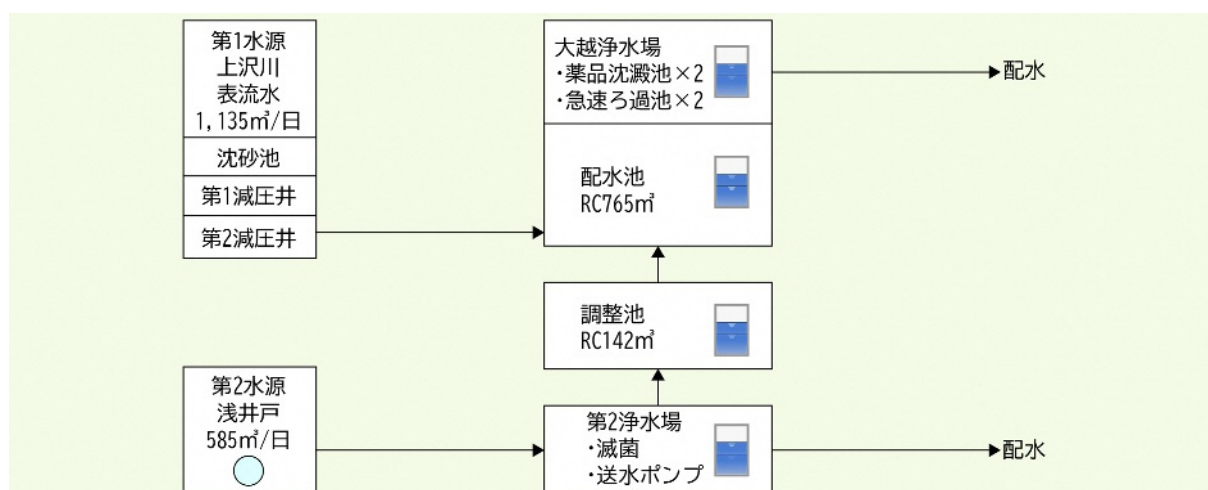 第1水源
上沢川
表流水
1,135㎥/日
沈砂池
第1減圧井
第2減圧井
大越浄水場
・薬品沈澱池×2
・急速ろ過池×2
配水
配水池
RC765㎥
調整池
RC142㎥
第2水源
浅井戸
585㎥/日
第2浄水場
・滅菌
・送水ポンプ
配水